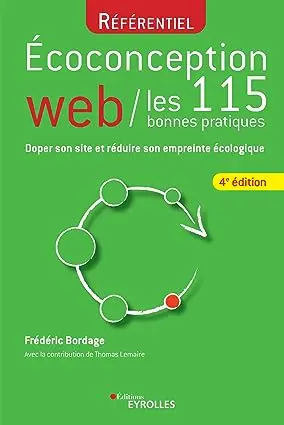 RÉFÉRENTIEL
Écoconception
web / les 115
bonnes pratiques
Doper son site et réduire son empreinte écologique
4e édition
Frédéric Bordage
Avec la contribution de Thomas Lemaire
Éditions
EYROLLES